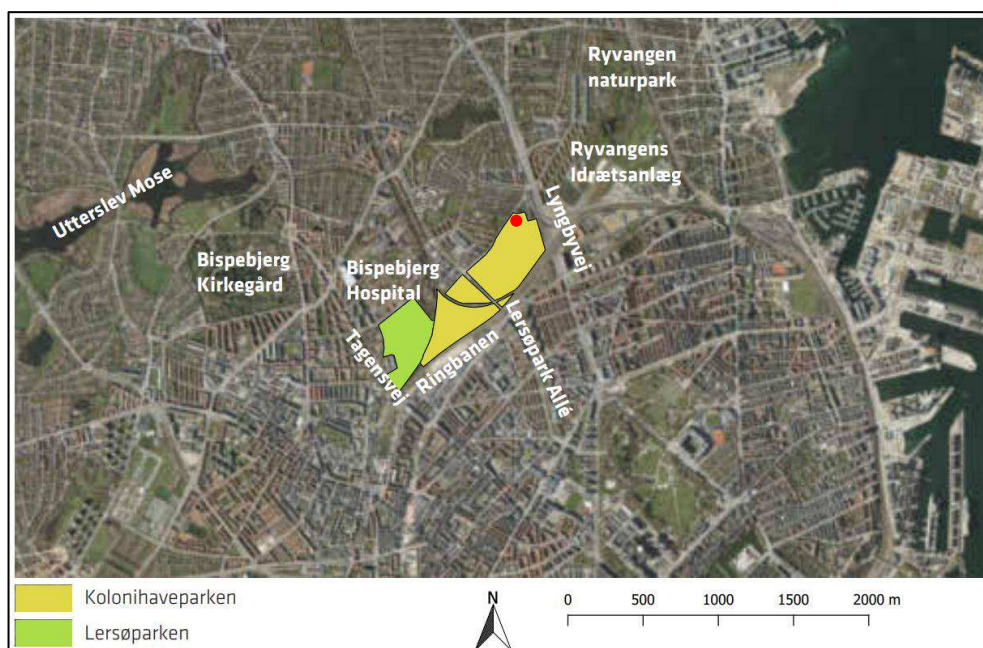 Ryvangen
naturpark
Ryvangens
Idrætsanlæg
Utterslev Mose
Lyngbyvej
Bispebjerg
Kirkegård
Bispebjerg
Hospital
Lersøpark Allé
Tagensvej
Ringbanen
Kolonihaveparken
Lersøparken
N
0 500 1000 1500 2000 m